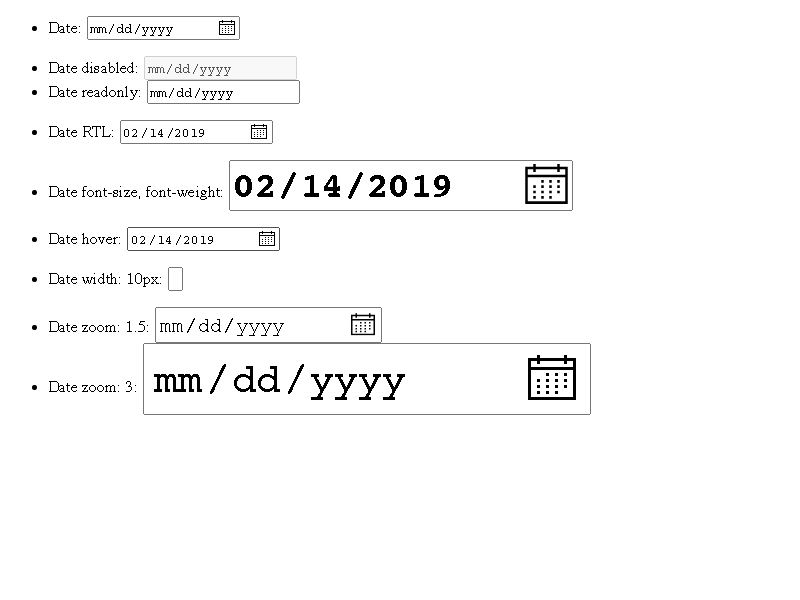 Date: mm/dd/yyyy
Date disabled: mm/dd/yyyy
Date readonly: mm/dd/yyyy
Date RTL: 02/14/2019
Date font-size, font-weight: 02/14/2019
Date hover: 02/14/2019
Date width: 10px:
Date zoom: 1.5: mm/dd/yyyy
Date zoom: 3: mm/dd/yyyy